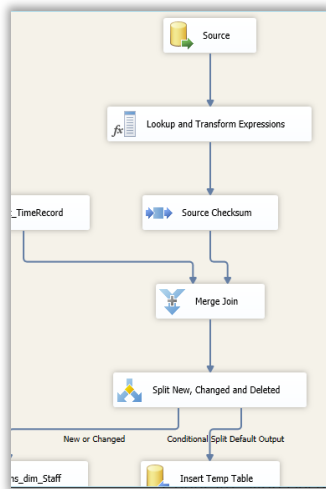 Source
Lookup and Transform Expressions
fx
:_TimeRecord
Source Checksum
Merge Join
Split New, Changed and Deleted
New or Changed
Conditional Split Default Output
ns_dim_Staff
Insert Temp Table